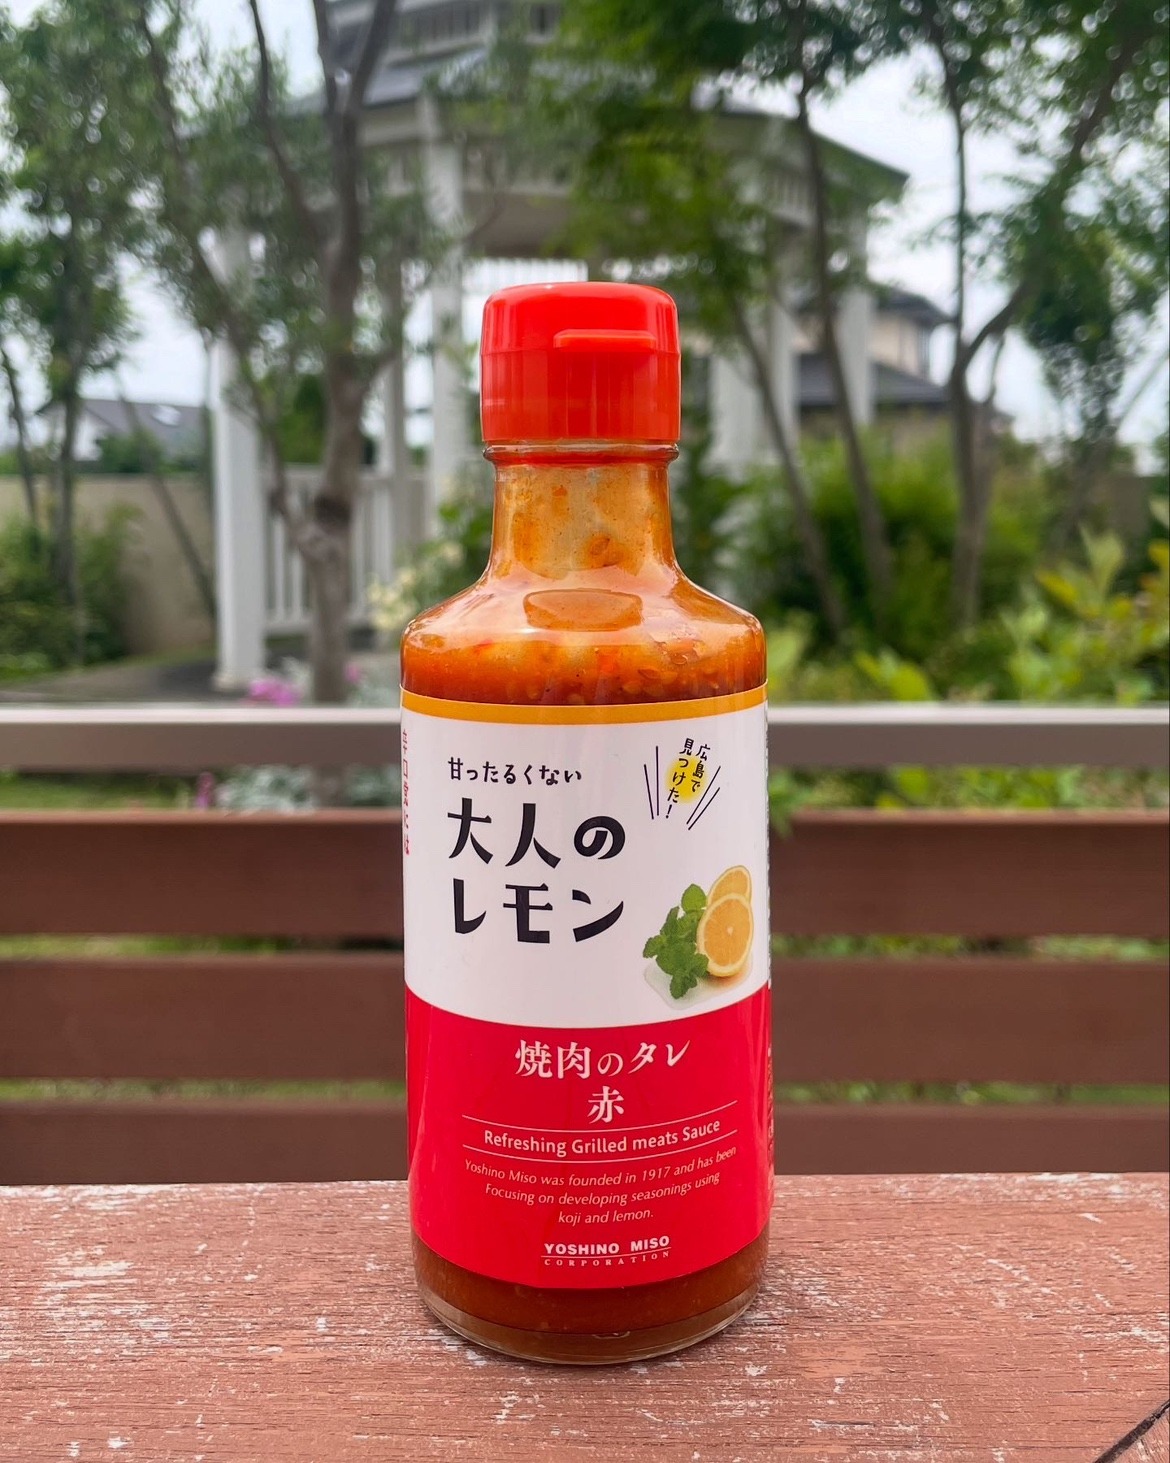 甘ったるくない
大人の
レモン
広島で
見つけた!
焼肉のタレ
赤
Refreshing Grilled meats Sauce
Yoshino Miso was founded in 1917 and has been
Focusing on developing seasonings using
koji and lemon.
YOSHINO MISO
CORPORATION